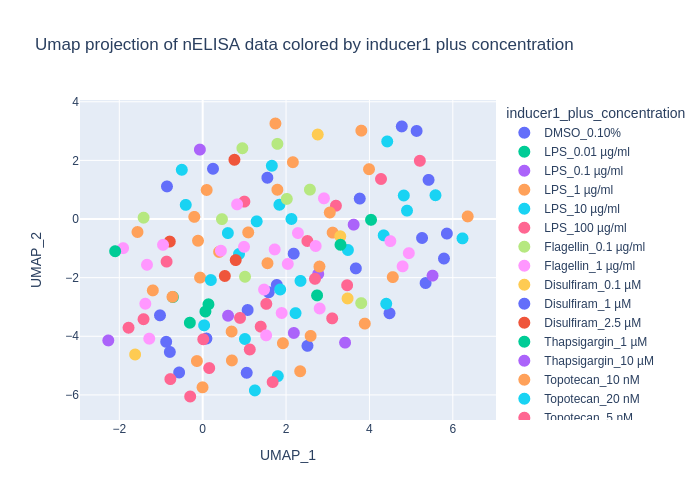 Umap projection of nELISA data colored by inducer1 plus concentration
inducer1_plus_concentration
DMSO_0.10%
LPS_0.01 µg/ml
LPS_0.1 µg/ml
LPS_1 µg/ml
LPS_10 µg/ml
LPS_100 µg/ml
Flagellin_0.1 µg/ml
Flagellin_1 µg/ml
Disulfiram_0.1 µM
Disulfiram_1 µM
Disulfiram_2.5 µM
Thapsigargin_1 µM
Thapsigargin_10 µM
Topotecan_10 nM
Topotecan_20 nM
Topotecan_5 nM
4
2
0
−2
−4
−6
UMAP_2
−2
0
2
4
6
UMAP_1